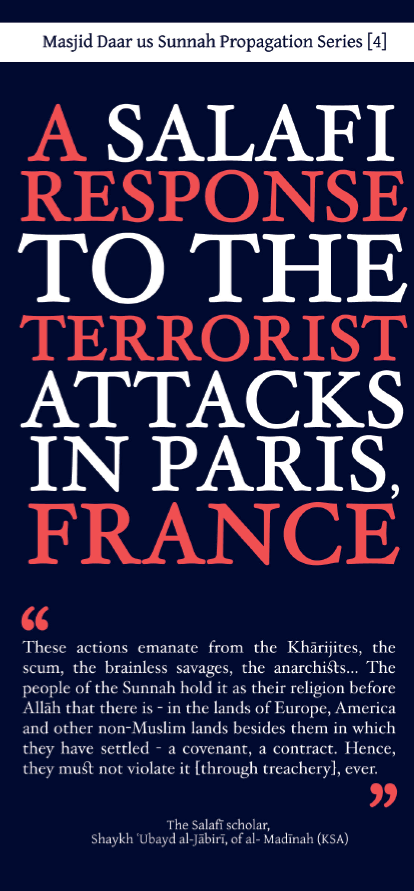 Masjid Daar us Sunnah Propagation Series [4]
A SALAFI
RESPONSE
TO THE
TERRORIST
ATTACKS
IN PARIS,
FRANCE
“
These actions emanate from the Khārijites, the
scum, the brainless savages, the anarchists... The
people of the Sunnah hold it as their religion before
Allāh that there is - in the lands of Europe, America
and other non-Muslim lands besides them in which
they have settled - a covenant, a contract. Hence,
they must not violate it [through treachery], ever.
”
The Salafī scholar,
Shaykh ʿUbayd al-Jābirī, of al- Madīnah (KSA)